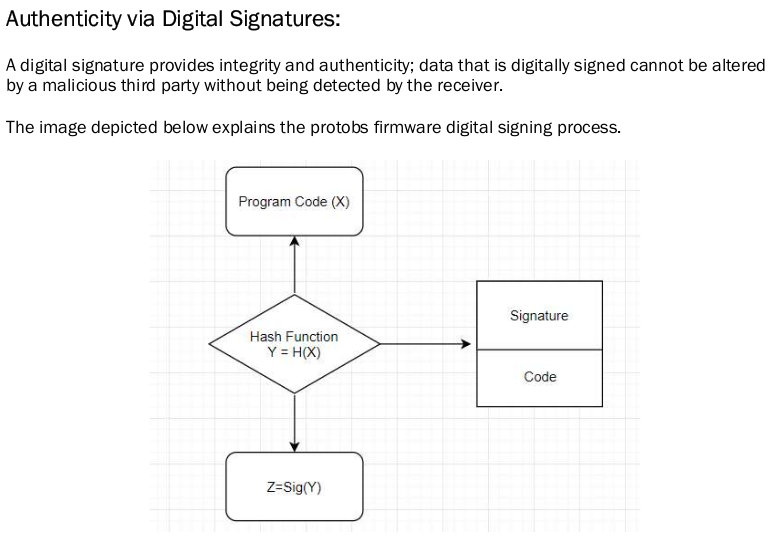 Authenticity via Digital Signatures:
A digital signature provides integrity and authenticity; data that is digitally signed cannot be altered
by a malicious third party without being detected by the receiver.
The image depicted below explains the protobs firmware digital signing process.
Program Code (X)
Hash Function
Y = H(X)
Signature
Code
Z=Sig(Y)